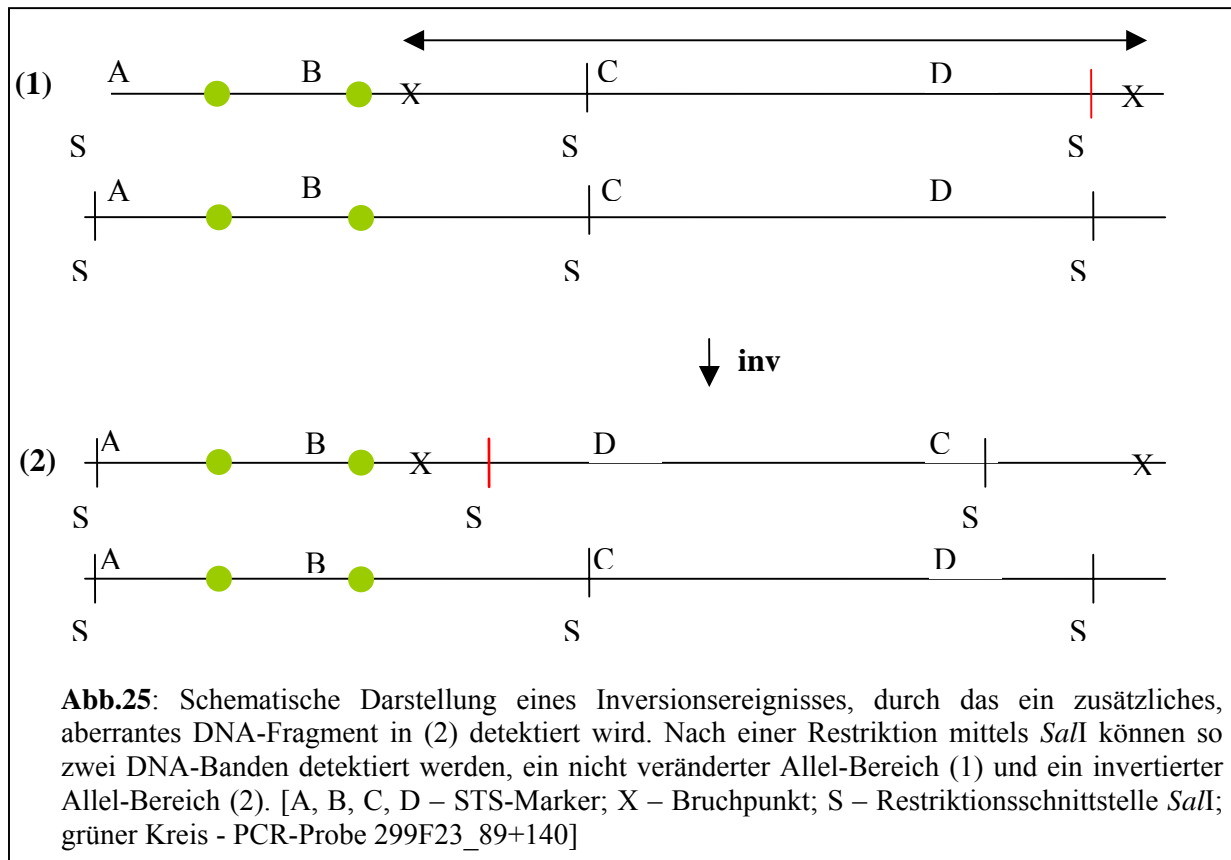 (1) A B X C D X
S S S
A B C D
S S S
inv
(2) A B X D C X
S S S
A B C D
S S S
Abb.25: Schematische Darstellung eines Inversionsereignisses, durch das ein zusätzliches,
aberrantes DNA-Fragment in (2) detektiert wird. Nach einer Restriktion mittels SalI können so
zwei DNA-Banden detektiert werden, ein nicht veränderter Allel-Bereich (1) und ein invertierter
Allel-Bereich (2). [A, B, C, D – STS-Marker; X – Bruchpunkt; S – Restriktionsschnittstelle SalI;
grüner Kreis - PCR-Probe 299F23_89+140]